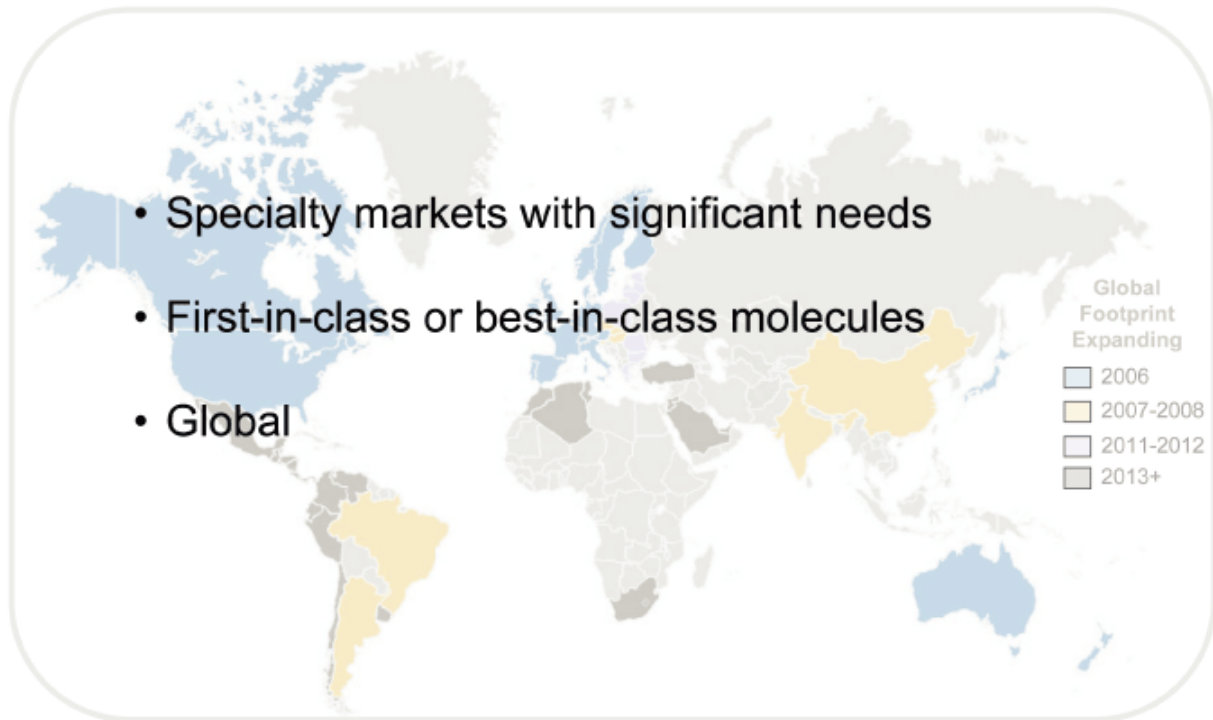 • Specialty markets with significant needs
• First-in-class or best-in-class molecules
• Global
Global
Footprint
Expanding
2006
2007-2008
2011-2012
2013+